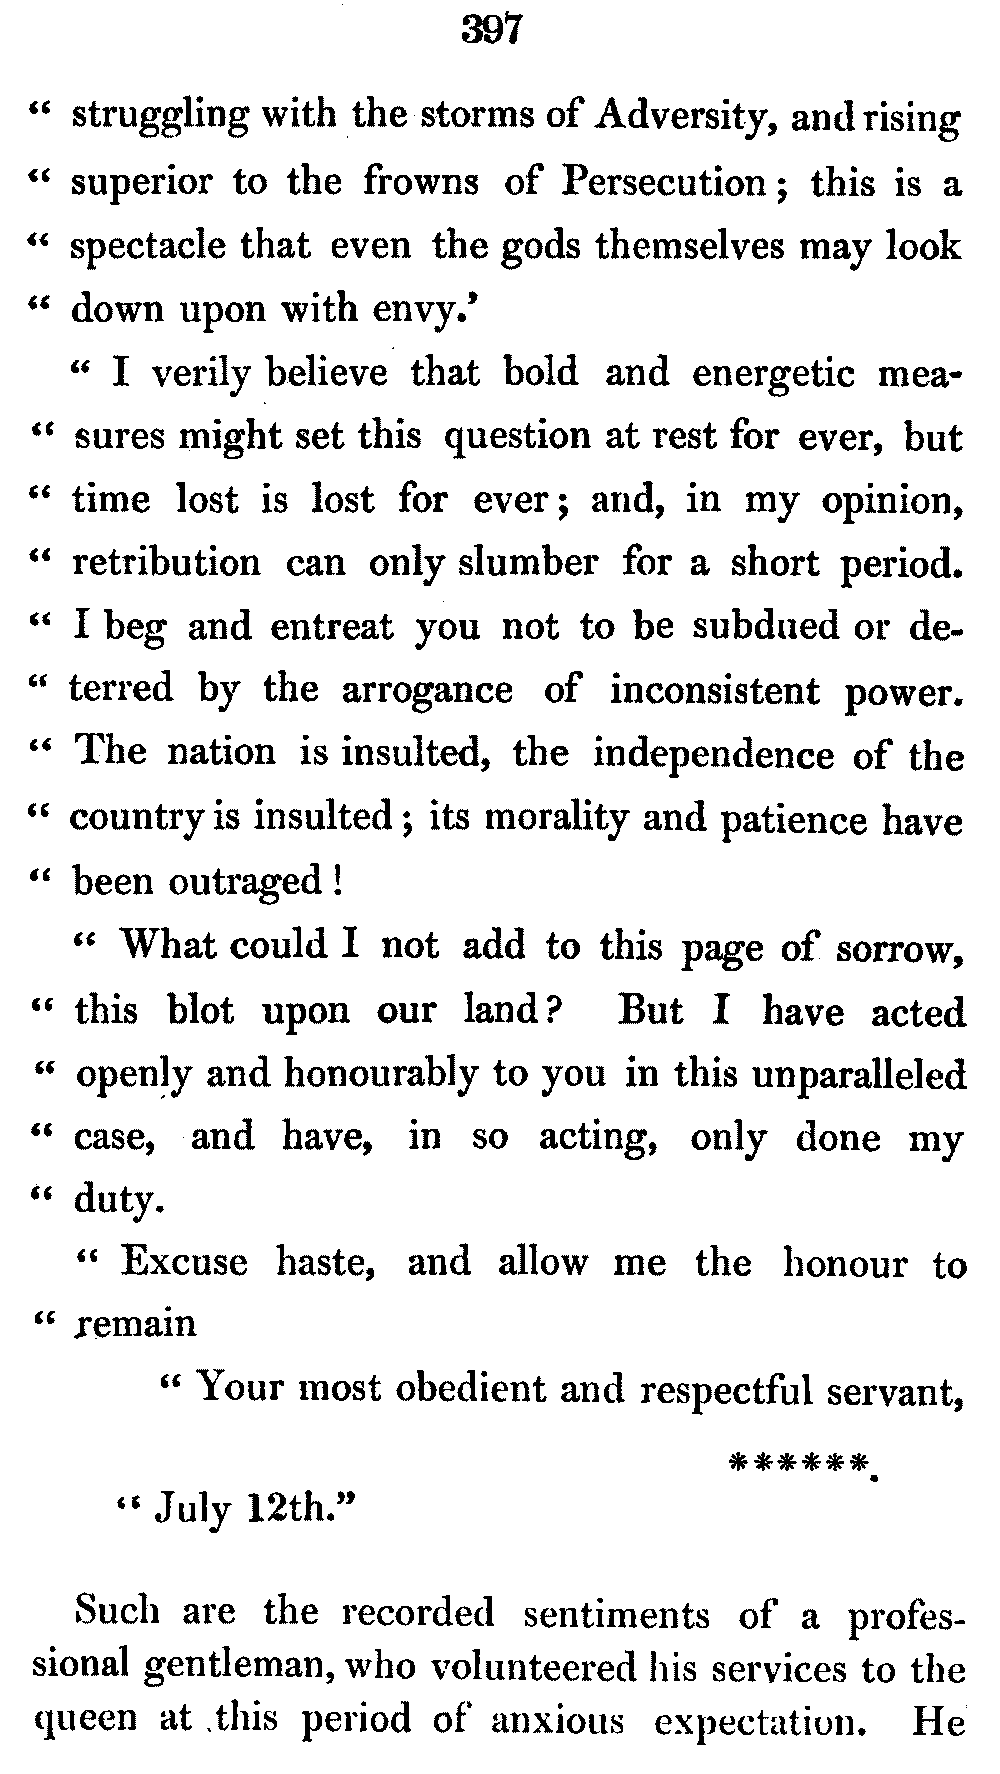 397
“ struggling with the storms of Adversity, and rising
“ superior to the frowns of Persecution ; this is a
“ spectacle that even the gods themselves may look
“ down upon with envy.’
“ I verily believe that bold and energetic mea-
“ sures might set this question at rest for ever, but
“ time lost is lost for ever ; and, in my opinion,
“ retribution can only slumber for a short period.
“ I beg and entreat you not to be subdued or de-
“ terred by the arrogance of inconsistent power.
“ The nation is insulted, the independence of the
“ country is insulted ; its morality and patience have
“ been outraged !
“ What could I not add to this page of sorrow,
“ this blot upon our land ? But I have acted
“ openly and honourably to you in this unparalleled
“ case, and have, in so acting, only done my
“ duty.
“ Excuse haste, and allow me the honour to
“ remain
“ Your most obedient and respectful servant,
******.
“ July 12th.”
Such are the recorded sentiments of a profes-
sional gentleman, who volunteered his services to the
queen at this period of anxious expectation. He